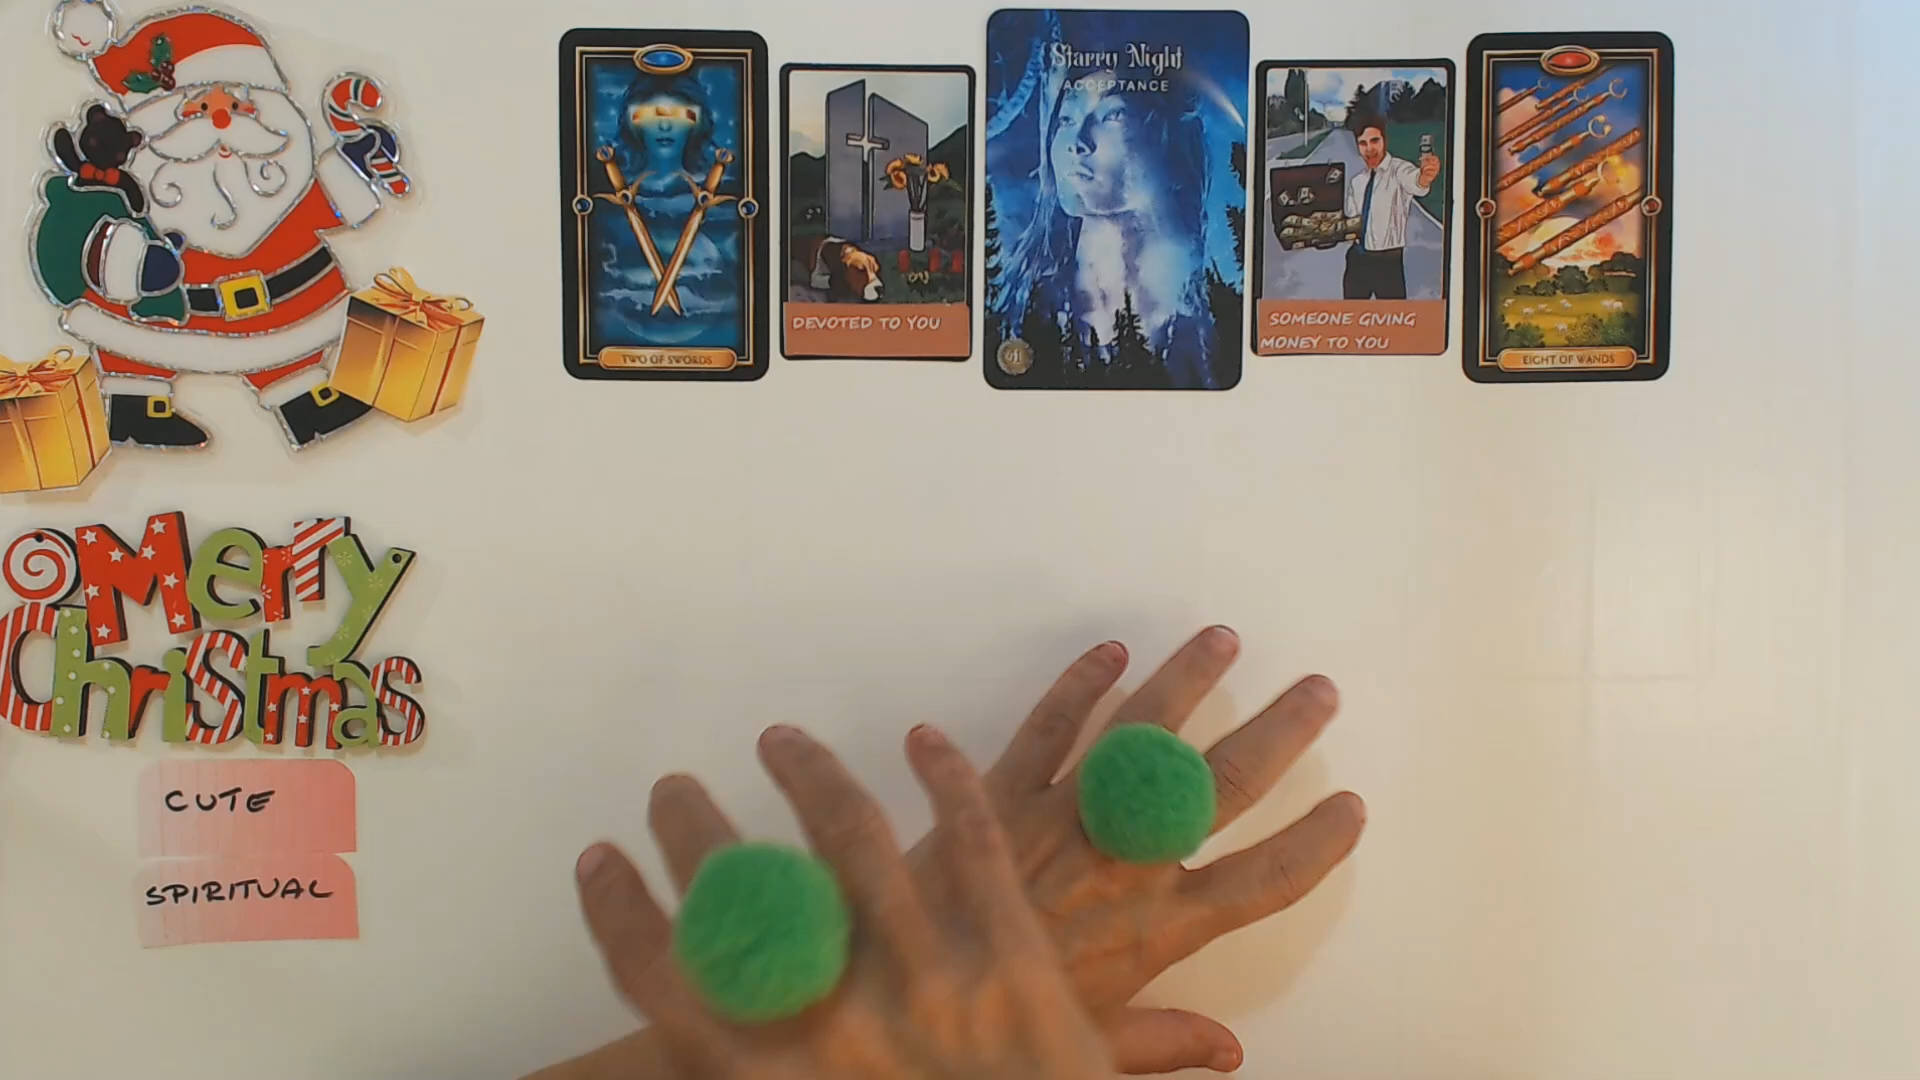 Starry Night
ACCEPTANCE
41
TWO OF SWORDS
DEVOTED TO YOU
SOMEONE GIVING
MONEY TO YOU
EIGHT OF WANDS
Merry
Christmas
CUTE
SPIRITUAL